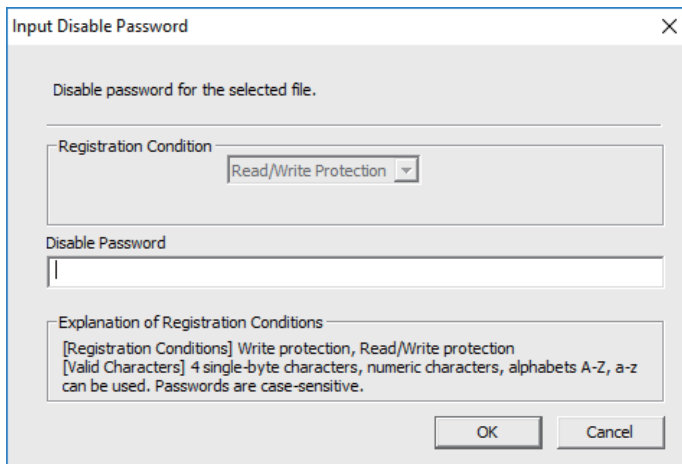 Input Disable Password
Disable password for the selected file.
Registration Condition
Read/Write Protection
Disable Password
Explanation of Registration Conditions
[Registration Conditions] Write protection, Read/Write protection
[Valid Characters] 4 single-byte characters, numeric characters, alphabets A-Z, a-z
can be used. Passwords are case-sensitive.
OK Cancel